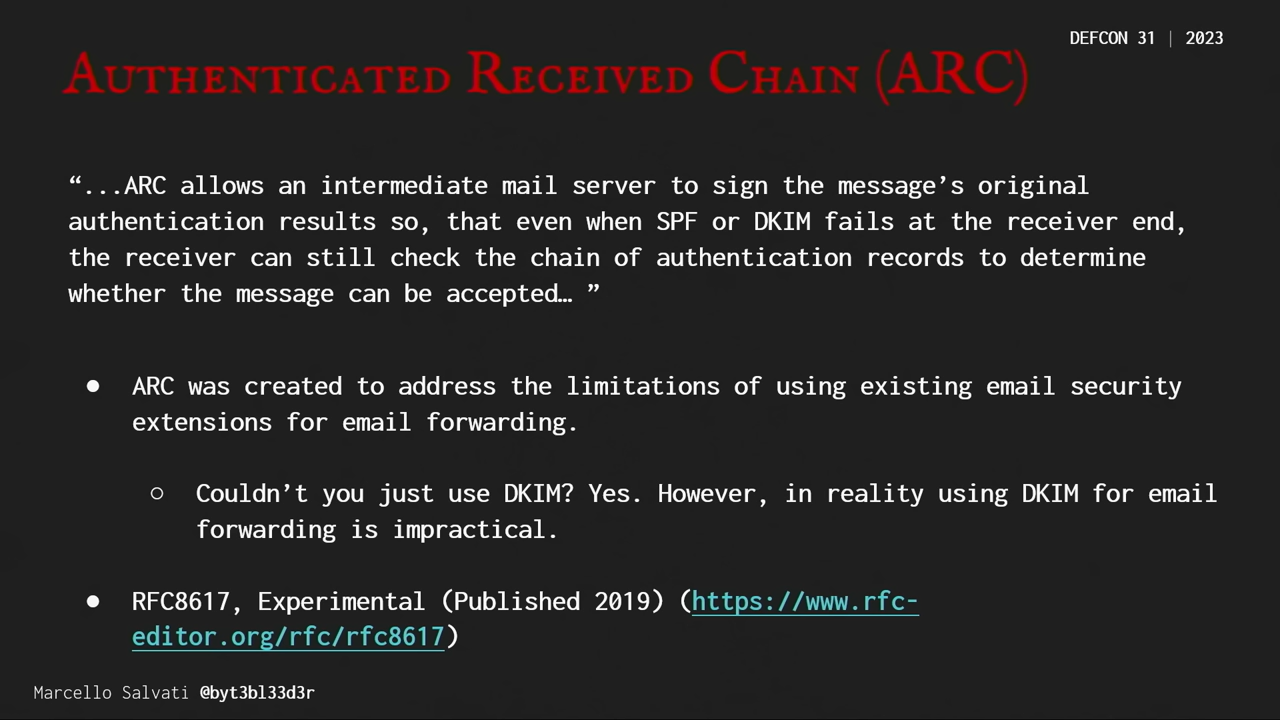 DEFCON 31 | 2023
Authenticated Received Chain (ARC)
“...ARC allows an intermediate mail server to sign the message’s original
authentication results so, that even when SPF or DKIM fails at the receiver end,
the receiver can still check the chain of authentication records to determine
whether the message can be accepted… ”
● ARC was created to address the limitations of using existing email security
extensions for email forwarding.
○ Couldn’t you just use DKIM? Yes. However, in reality using DKIM for email
forwarding is impractical.
● RFC8617, Experimental (Published 2019) (https://www.rfc-
editor.org/rfc/rfc8617)
Marcello Salvati @byt3bl33d3r